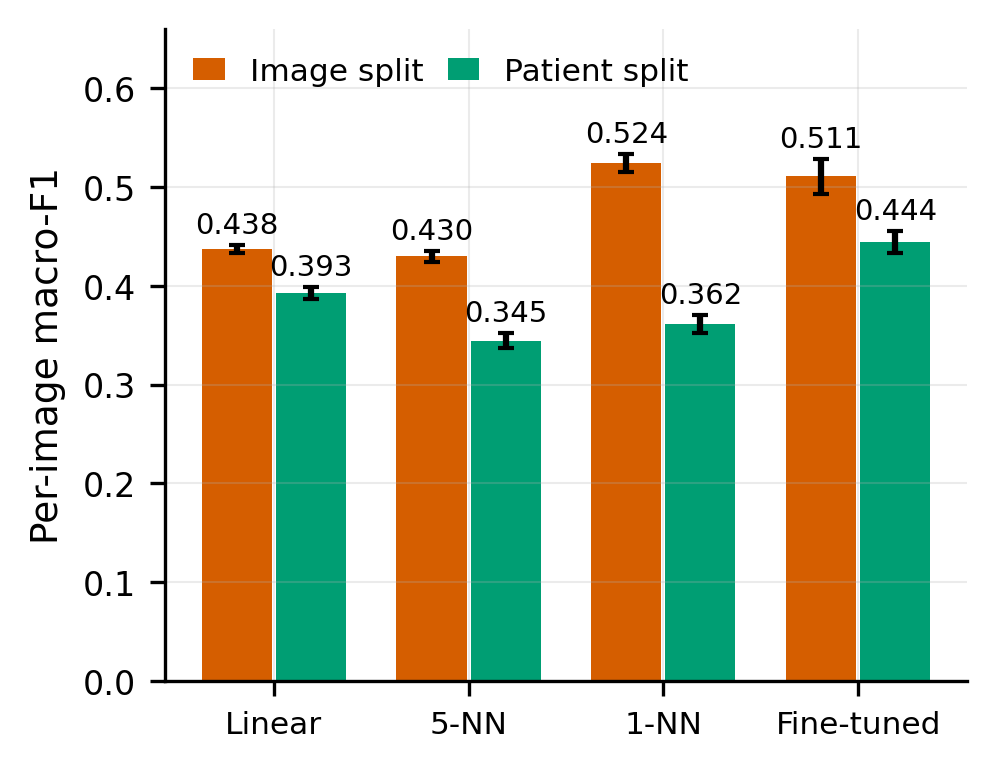 Per-image macro-F1
Image split
Patient split
0.6
0.5
0.4
0.3
0.2
0.1
0.0
0.438
0.393
0.430
0.345
0.524
0.362
0.511
0.444
Linear
5-NN
1-NN
Fine-tuned